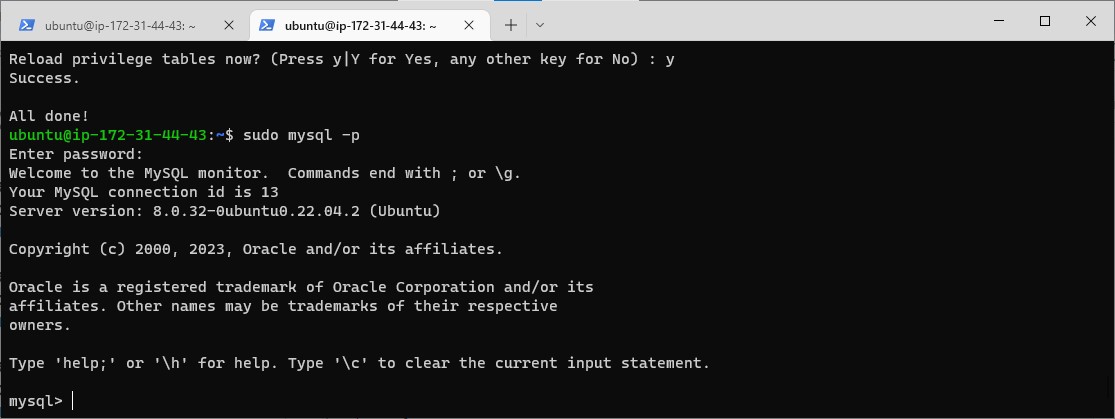 ubuntu@ip-172-31-44-43: ~
ubuntu@ip-172-31-44-43: ~
Reload privilege tables now? (Press y|Y for Yes, any other key for No) : y
Success.
All done!
ubuntu@ip-172-31-44-43:~$ sudo mysql -p
Enter password:
Welcome to the MySQL monitor.  Commands end with ; or \g.
Your MySQL connection id is 13
Server version: 8.0.32-0ubuntu0.22.04.2 (Ubuntu)
Copyright (c) 2000, 2023, Oracle and/or its affiliates.
Oracle is a registered trademark of Oracle Corporation and/or its
affiliates. Other names may be trademarks of their respective
owners.
Type 'help;' or '\h' for help. Type '\c' to clear the current input statement.
mysql>